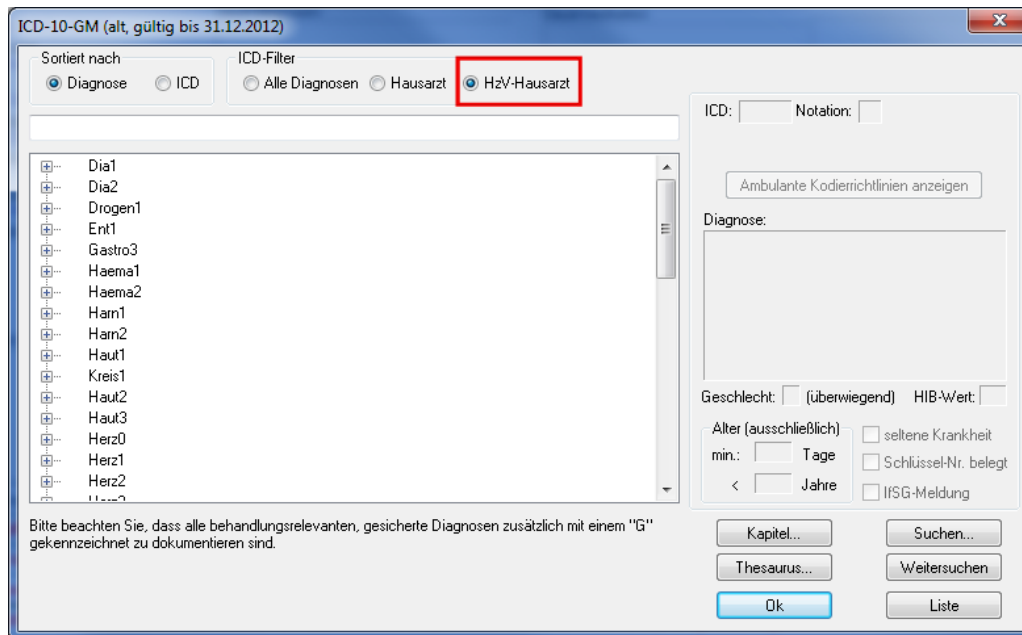 ICD-10-GM (alt, gültig bis 31.12.2012)
Sortiert nach
Diagnose
ICD
ICD-Filter
Alle Diagnosen
Hausarzt
HzV-Hausarzt
Dia1
Dia2
Drogen1
Ent1
Gastro3
Haema1
Haema2
Harn1
Harn2
Haut1
Kreis1
Haut2
Haut3
Herz0
Herz1
Herz2
Bitte beachten Sie, dass alle behandlungsrelevanten, gesicherte Diagnosen zusätzlich mit einem "G"
gekennzeichnet zu dokumentieren sind.
ICD:
Notation:
Ambulante Kodierrichtlinien anzeigen
Diagnose:
Geschlecht:
(überwiegend)
HIB-Wert:
Alter (ausschließlich)
min.:
Tage
<
Jahre
seltene Krankheit
Schlüssel-Nr. belegt
IfSG-Meldung
Kapitel...
Suchen...
Thesaurus...
Weitersuchen
Ok
Liste